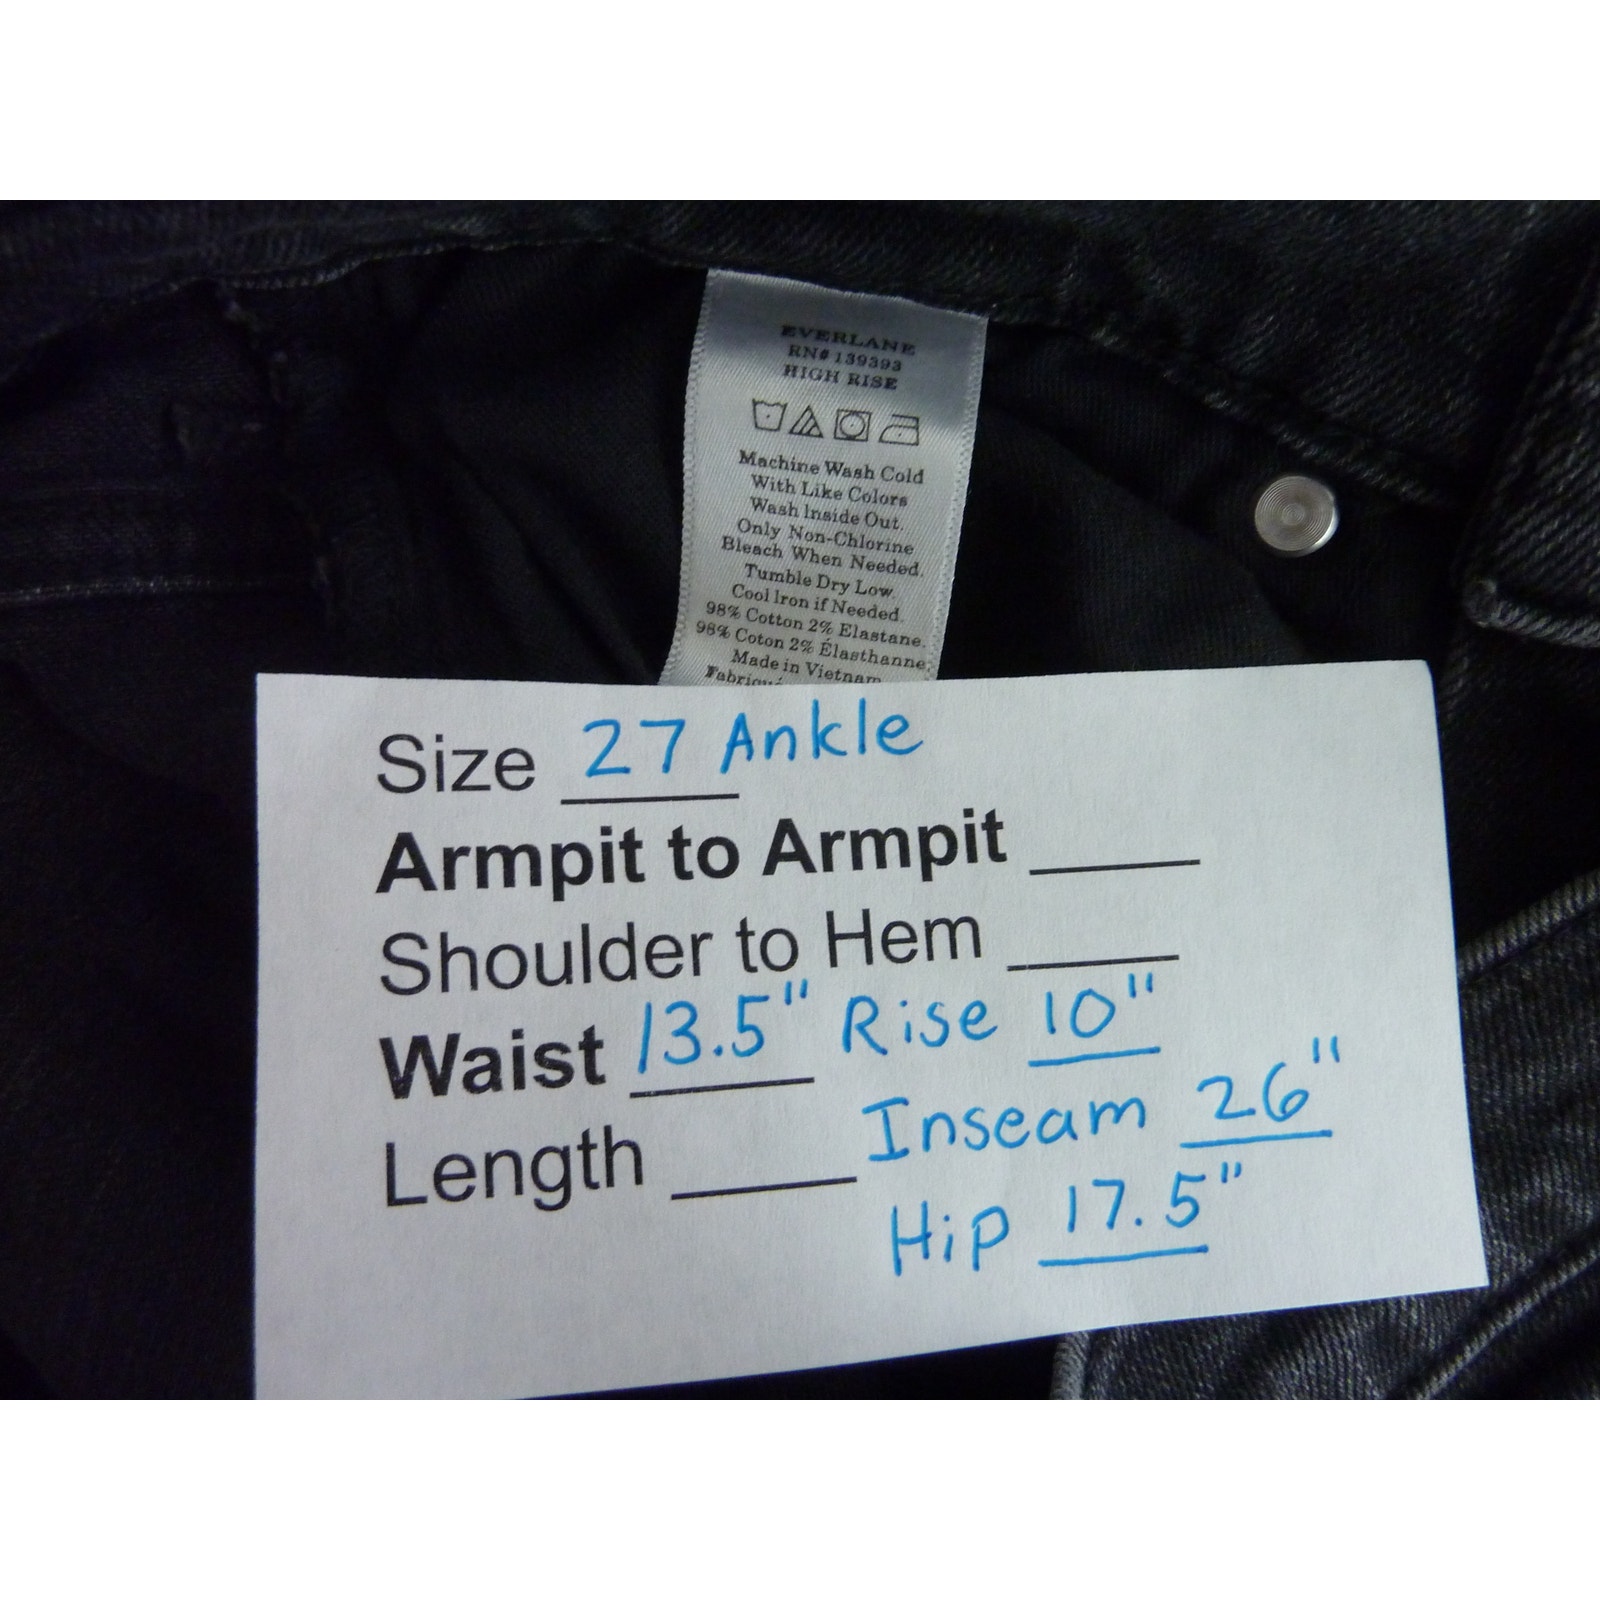 EVERLANE
RN# 139393
HIGH RISE
Machine Wash Cold
With Like Colors
Wash Inside Out.
Only Non-Chlorine
Bleach When Needed.
Tumble Dry Low.
Cool Iron if Needed.
98% Cotton 2% Elastane.
98% Coton 2% Élasthanne;
Made in Vietnam
Size 27 Ankle
Armpit to Armpit
Shoulder to Hem
Waist 13.5" Rise 10"
Length Inseam 26"
Hip 17.5"